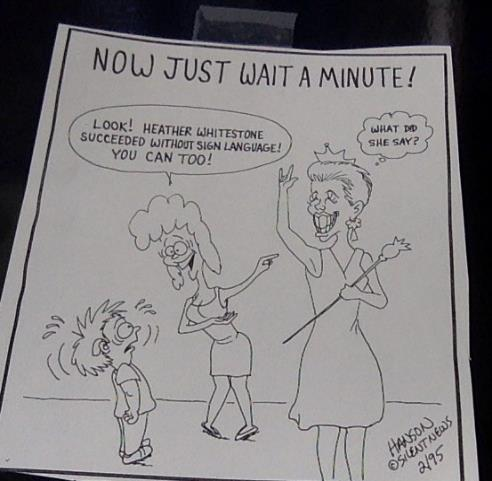 NOW JUST WAIT A MINUTE!
LOOK! HEATHER WHITESTONE
SUCCEEDED WITHOUT SIGN LANGUAGE!
YOU CAN TOO!
WHAT DID
SHE SAY?
HANSON
©SILENT NEWS
2/95